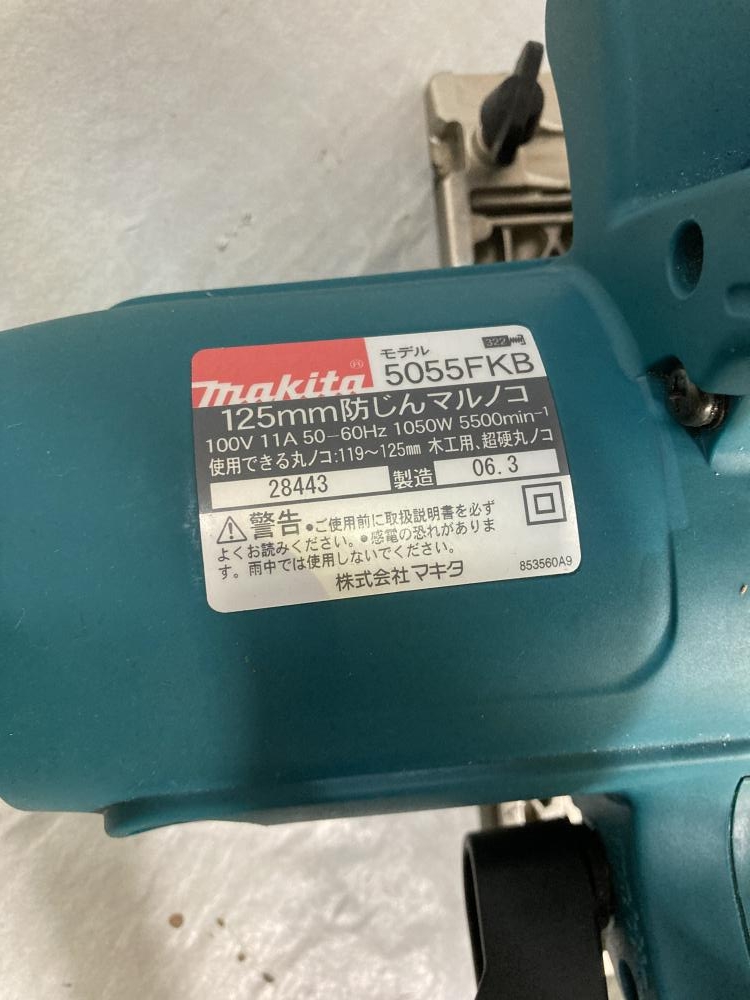 322
モデル
makita® 5055FKB
125mm防じんマルノコ
100V 11A 50-60Hz 1050W 5500min⁻¹
使用できる丸ノコ:119～125mm 木工用、超硬丸ノコ
28443 製造 06.3
警告 •ご使用前に取扱説明書を必ず
よくお読みください。•感電の恐れがありま
す。雨中では使用しないでください。
株式会社マキタ 853560A9